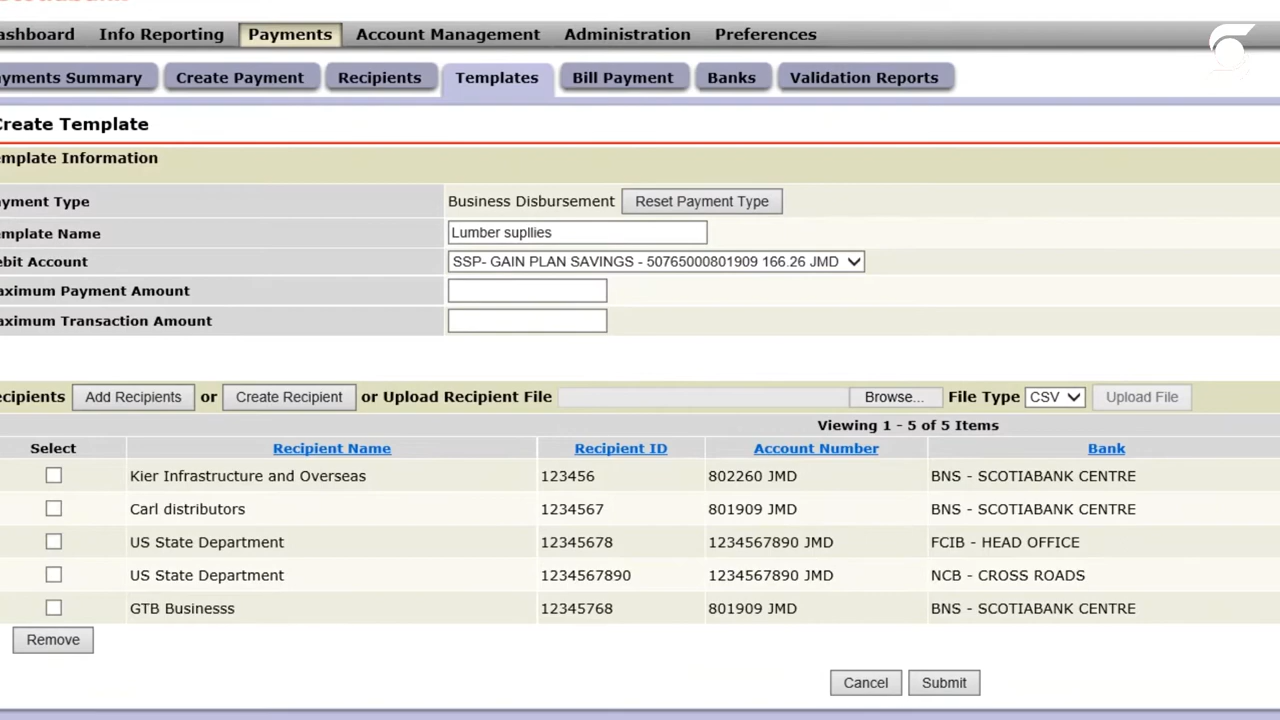 ashboard Info Reporting Payments Account Management Administration Preferences
ayments Summary Create Payment Recipients Templates Bill Payment Banks Validation Reports
Create Template
emplate Information
ayment Type Business Disbursement Reset Payment Type
emplate Name Lumber supllies
ebit Account SSP- GAIN PLAN SAVINGS - 50765000801909 166.26 JMD
aximum Payment Amount
aximum Transaction Amount
ecipients Add Recipients or Create Recipient or Upload Recipient File Browse... File Type CSV Upload File
Viewing 1 - 5 of 5 Items
Select Recipient Name Recipient ID Account Number Bank
Kier Infrastructure and Overseas 123456 802260 JMD BNS - SCOTIABANK CENTRE
Carl distributors 1234567 801909 JMD BNS - SCOTIABANK CENTRE
US State Department 12345678 1234567890 JMD FCIB - HEAD OFFICE
US State Department 1234567890 1234567890 JMD NCB - CROSS ROADS
GTB Businesss 12345768 801909 JMD BNS - SCOTIABANK CENTRE
Remove
Cancel Submit